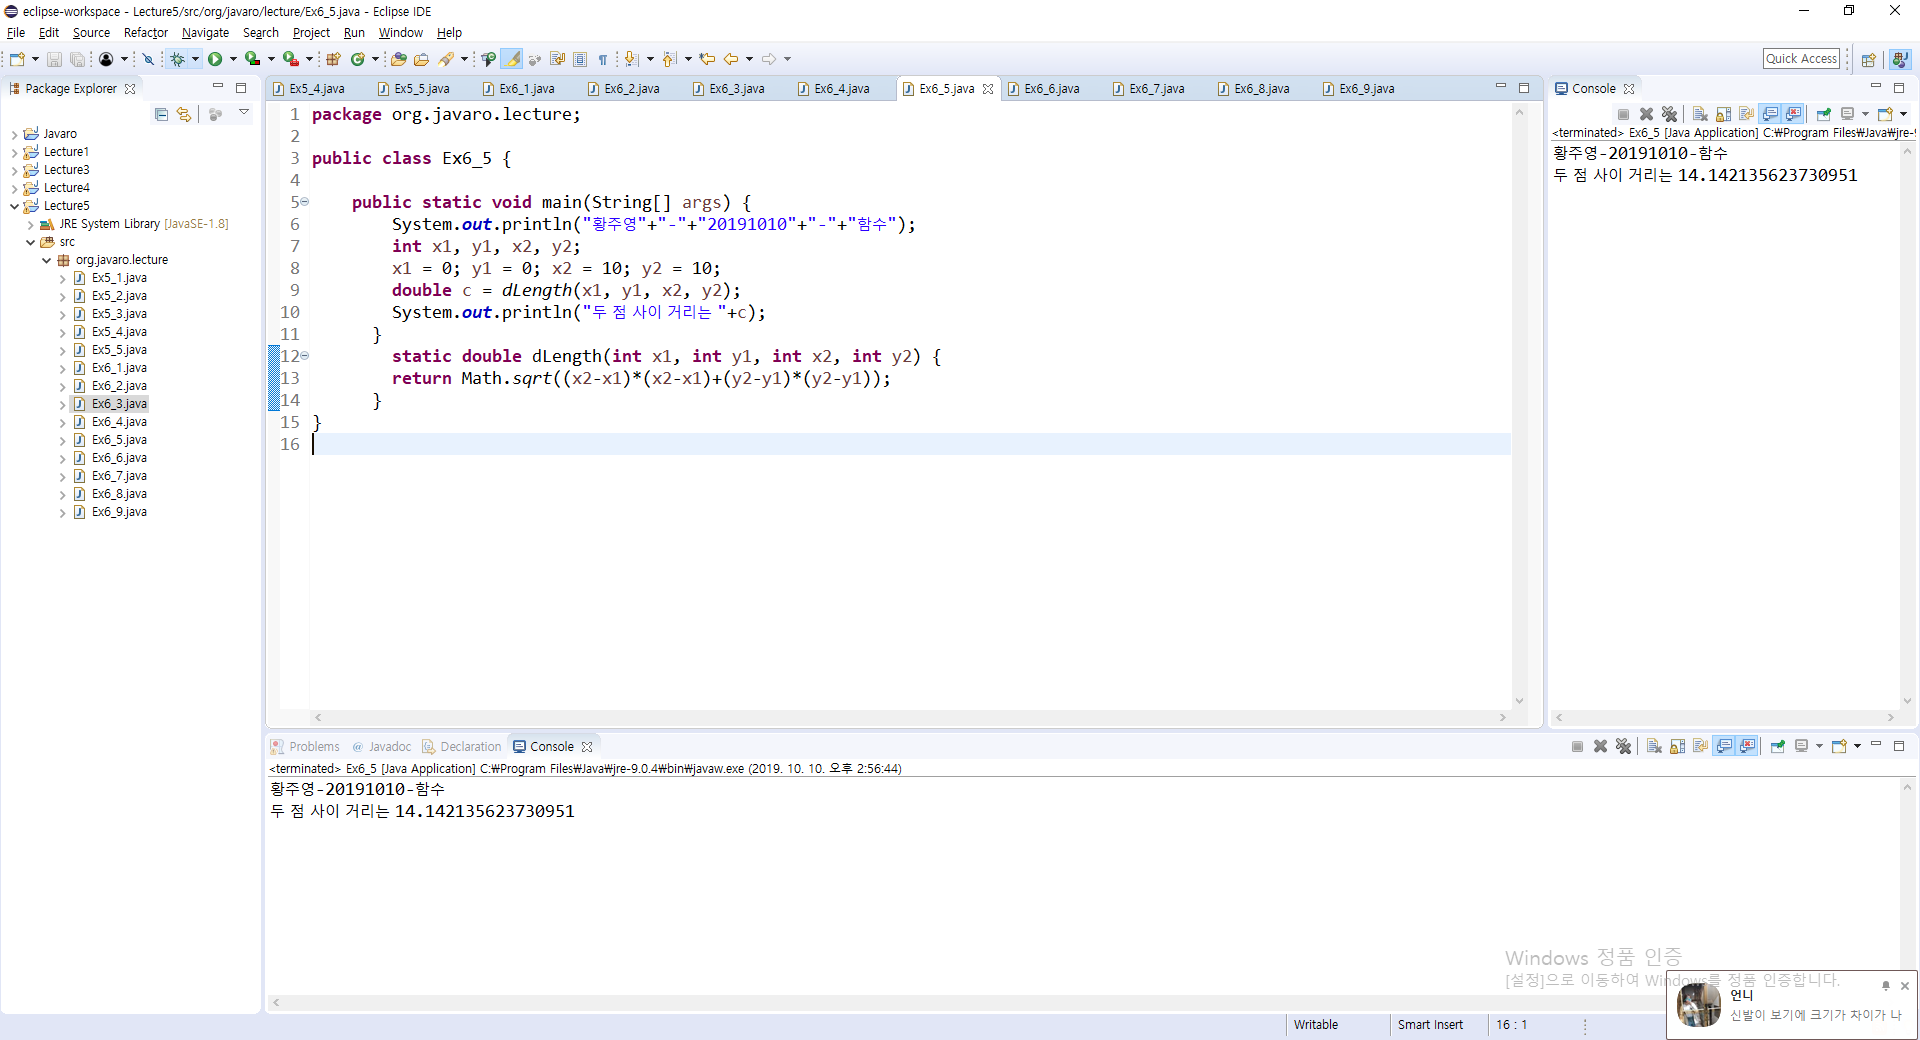 eclipse-workspace - Lecture5/src/org/javaro/lecture/Ex6_5.java - Eclipse IDE
File Edit Source Refactor Navigate Search Project Run Window Help
Quick Access
Package Explorer
Javaro
Lecture1
Lecture3
Lecture4
Lecture5
JRE System Library [JavaSE-1.8]
src
org.javaro.lecture
Ex5_1.java
Ex5_2.java
Ex5_3.java
Ex5_4.java
Ex5_5.java
Ex6_1.java
Ex6_2.java
Ex6_3.java
Ex6_4.java
Ex6_5.java
Ex6_6.java
Ex6_7.java
Ex6_8.java
Ex6_9.java
Ex5_4.java Ex5_5.java Ex6_1.java Ex6_2.java Ex6_3.java Ex6_4.java Ex6_5.java Ex6_6.java Ex6_7.java Ex6_8.java Ex6_9.java
1 package org.javaro.lecture;
2
3 public class Ex6_5 {
4
5 public static void main(String[] args) {
6 System.out.println("황주영"+"-"+"20191010"+"-"+"함수");
7 int x1, y1, x2, y2;
8 x1 = 0; y1 = 0; x2 = 10; y2 = 10;
9 double c = dLength(x1, y1, x2, y2);
10 System.out.println("두 점 사이 거리는 "+c);
11 }
12 static double dLength(int x1, int y1, int x2, int y2) {
13 return Math.sqrt((x2-x1)*(x2-x1)+(y2-y1)*(y2-y1));
14 }
15 }
16
Console
<terminated> Ex6_5 [Java Application] C:₩Program Files₩Java₩jre-9
황주영-20191010-함수
두 점 사이 거리는 14.142135623730951
Problems @ Javadoc Declaration Console
<terminated> Ex6_5 [Java Application] C:₩Program Files₩Java₩jre-9.0.4₩bin₩javaw.exe (2019. 10. 10. 오후 2:56:44)
황주영-20191010-함수
두 점 사이 거리는 14.142135623730951
Windows 정품 인증
[설정]으로 이동하여 Windows를 정품 인증합니다.
언니
신발이 보기에 크기가 차이가 나
Writable Smart Insert 16 : 1